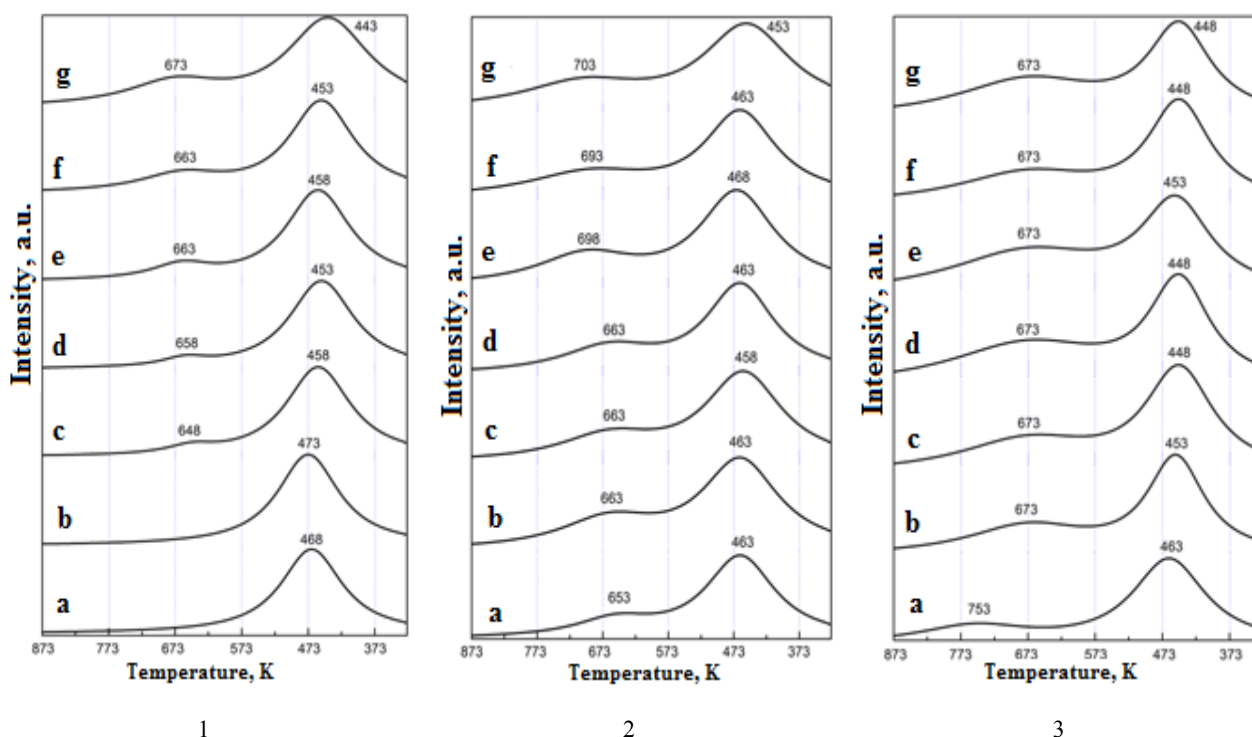 Intensity, a.u.
g
673
443
f
663
453
e
663
458
d
658
453
c
648
458
b
473
a
468
873 773 673 573 473 373
Temperature, K
1
Intensity, a.u.
g
703
453
f
693
463
e
698
468
d
663
463
c
663
458
b
663
463
a
653
463
873 773 673 573 473 373
Temperature, K
2
Intensity, a.u.
g
673
448
f
673
448
e
673
453
d
673
448
c
673
448
b
673
453
a
753
463
873 773 673 573 473 373
Temperature, K
3